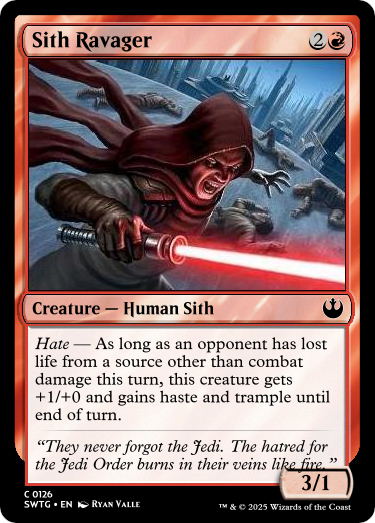 Sith Ravager 2
Creature — Human Sith
Hate — As long as an opponent has lost
life from a source other than combat
damage this turn, this creature gets
+1/+0 and gains haste and trample until
end of turn.
“They never forgot the Jedi. The hatred for
the Jedi Order burns in their veins like fire.”
3/1
C 0126
SWTG • EN Ryan Valle
™ & © 2025 Wizards of the Coast